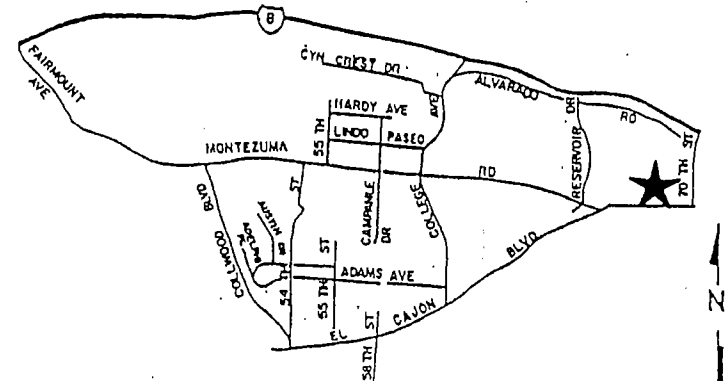 8
FAIRMOUNT
AVE
CYN CREST DR
ALVARADO
RD
HARDY AVE
AVE
LINDO PASEO
55 TH
MONTEZUMA
RD
RESERVOIR
DR
70 TH
ST
COLLWOOD
BLVD
ST
54 TH
AUSTIN
DR
ADELPHI
PL
CAMPANILE
DR
COLLEGE
ST
55 TH
ADAMS AVE
EL CAJON BLVD
ST
58 TH
N